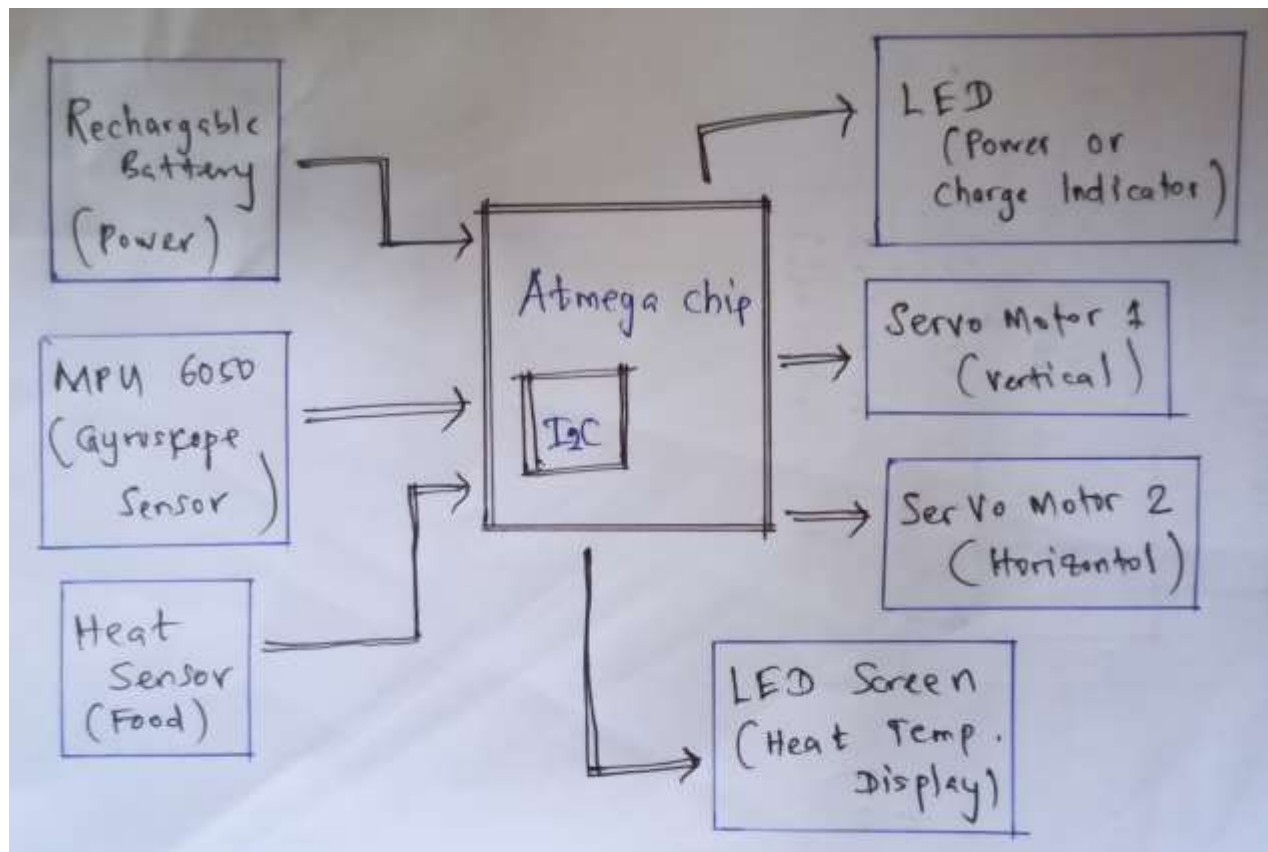 Rechargable
Battery
(Power)
MPU 6050
(Gyroscope
Sensor)
Heat
Sensor
(Food)
Atmega chip
I2C
LED
(Power or
Charge Indicator)
Servo Motor 1
(Vertical)
Servo Motor 2
(Horizontal)
LED Screen
(Heat Temp.
Display)